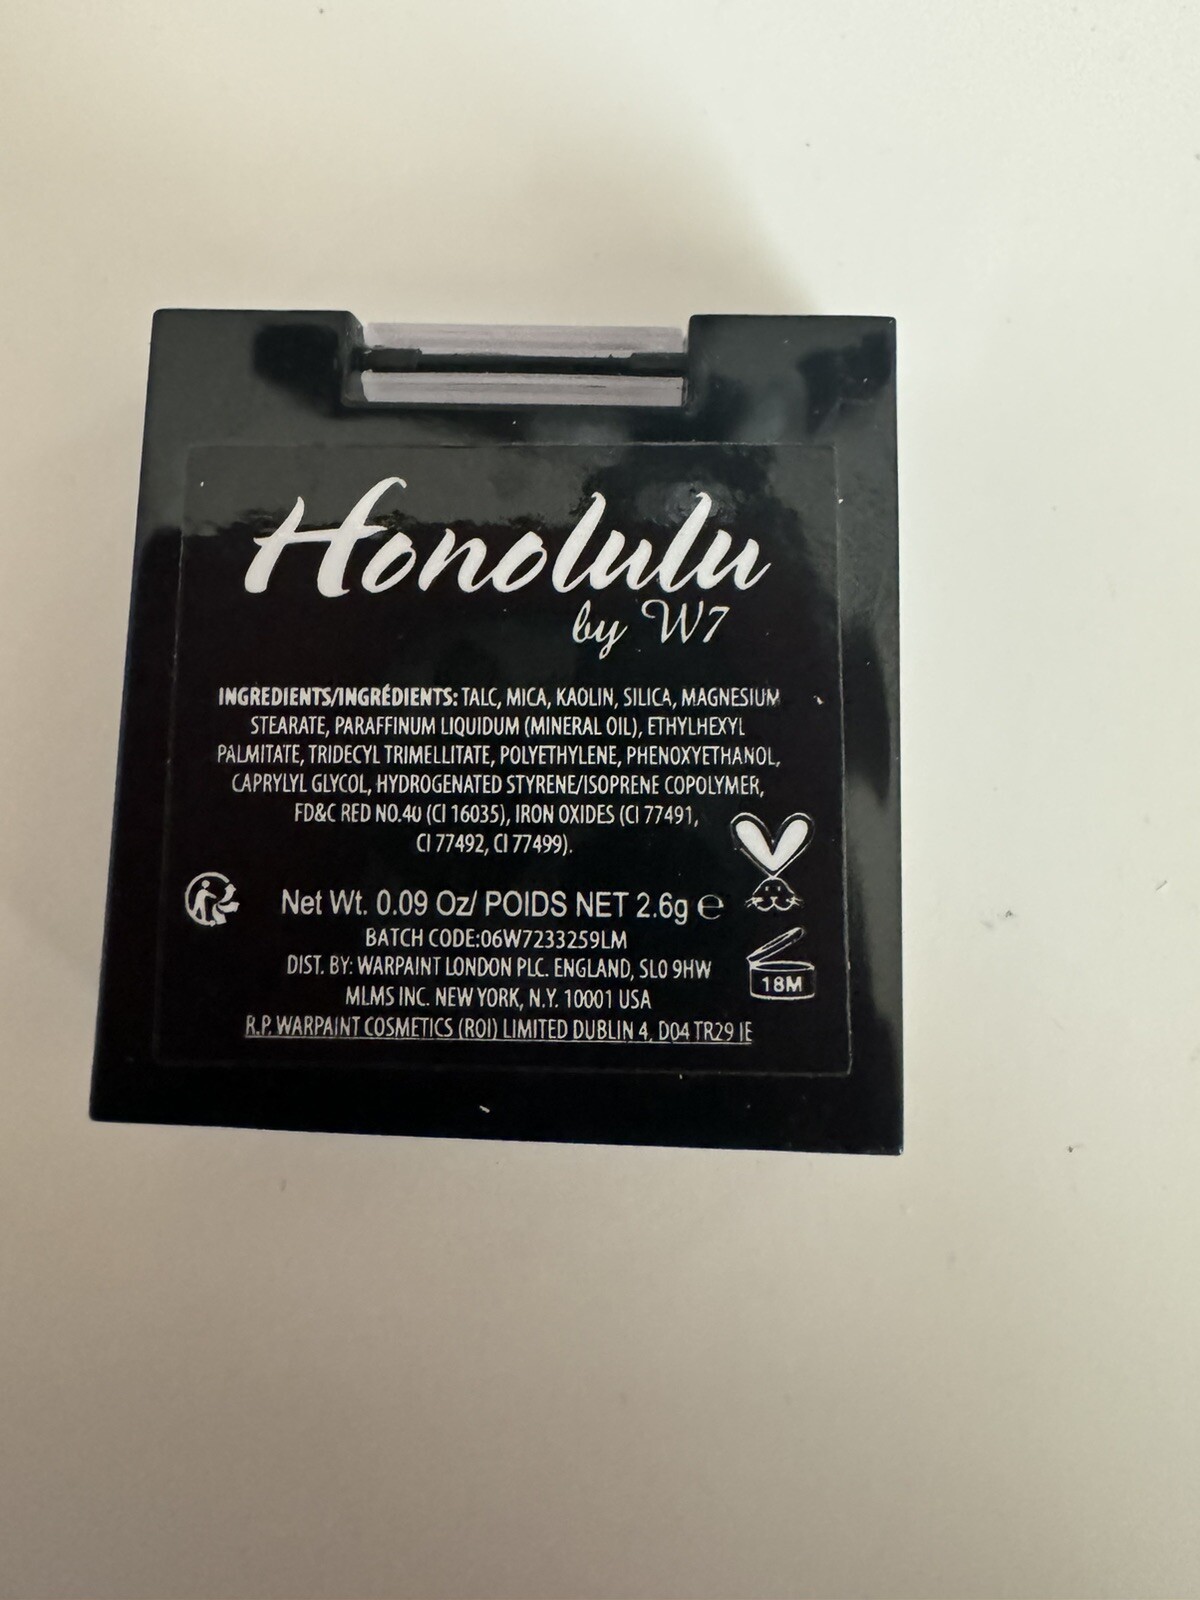 Honolulu
by W7
INGREDIENTS/INGRÉDIENTS: TALC, MICA, KAOLIN, SILICA, MAGNESIUM
STEARATE, PARAFFINUM LIQUIDUM (MINERAL OIL), ETHYLHEXYL
PALMITATE, TRIDECYL TRIMELLITATE, POLYETHYLENE, PHENOXYETHANOL,
CAPRYLYL GLYCOL, HYDROGENATED STYRENE/ISOPRENE COPOLYMER,
FD&C RED NO.40 (CI 16035), IRON OXIDES (CI 77491,
CI 77492, CI 77499).
Net Wt. 0.09 Oz/ POIDS NET 2.6g ℮
BATCH CODE:06W7233259LM
DIST. BY: WARPAINT LONDON PLC. ENGLAND, SL0 9HW
18M
MLMS INC. NEW YORK, N.Y. 10001 USA
R.P. WARPAINT COSMETICS (ROI) LIMITED DUBLIN 4, D04 TR29 IE